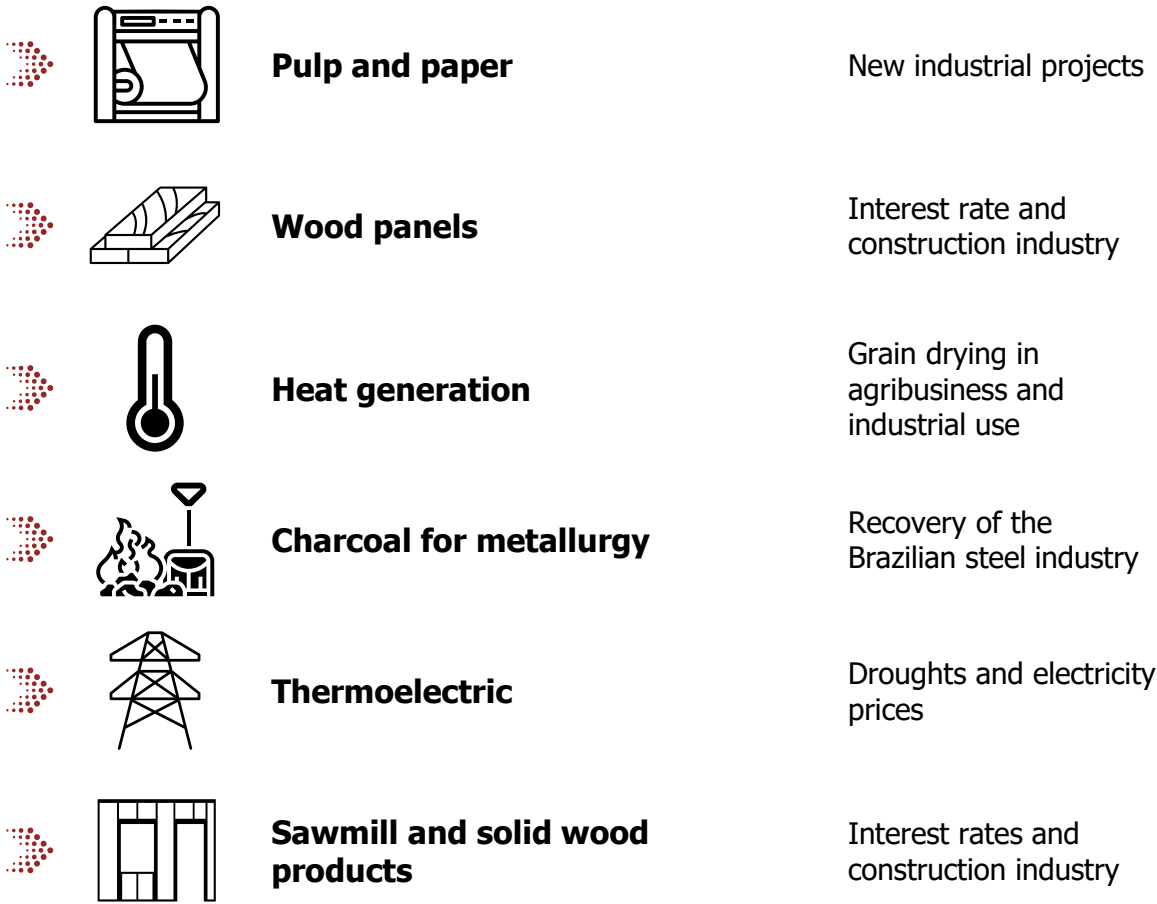 Pulp and paper
New industrial projects
Wood panels
Interest rate and
construction industry
Heat generation
Grain drying in
agribusiness and
industrial use
Charcoal for metallurgy
Recovery of the
Brazilian steel industry
Thermoelectric
Droughts and electricity
prices
Sawmill and solid wood
products
Interest rates and
construction industry